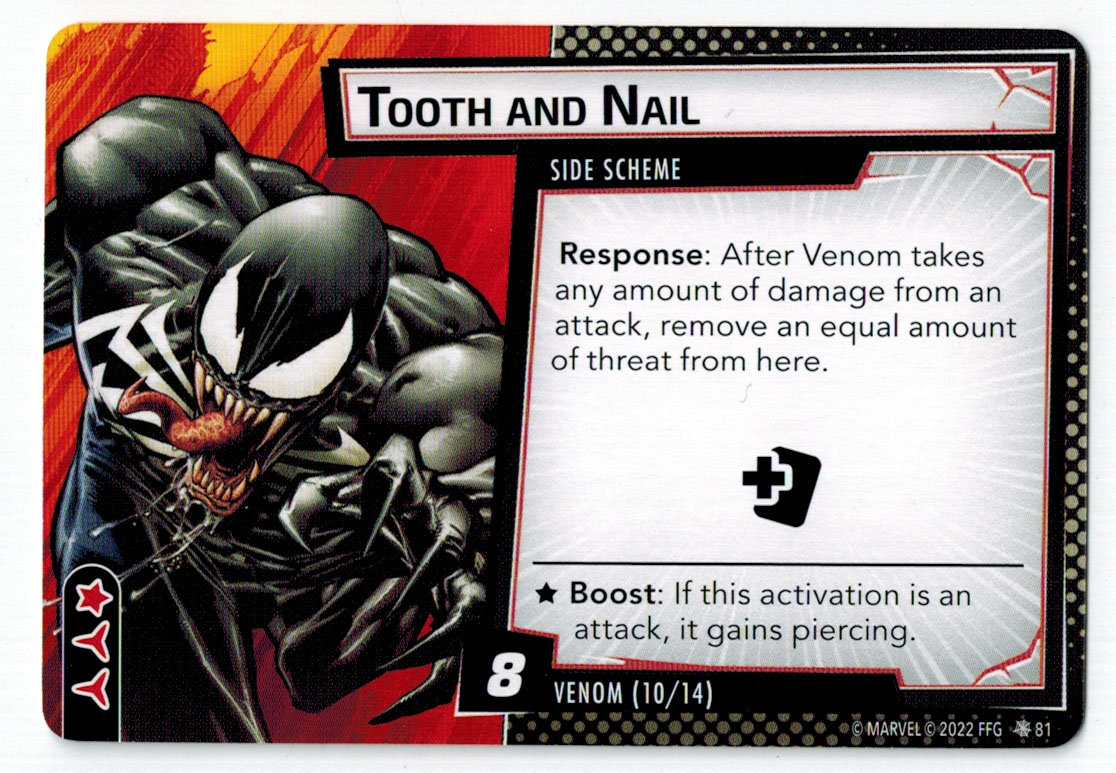 TOOTH AND NAIL
SIDE SCHEME
Response: After Venom takes
any amount of damage from an
attack, remove an equal amount
of threat from here.
★ Boost: If this activation is an
attack, it gains piercing.
8
VENOM (10/14)
© MARVEL © 2022 FFG 81